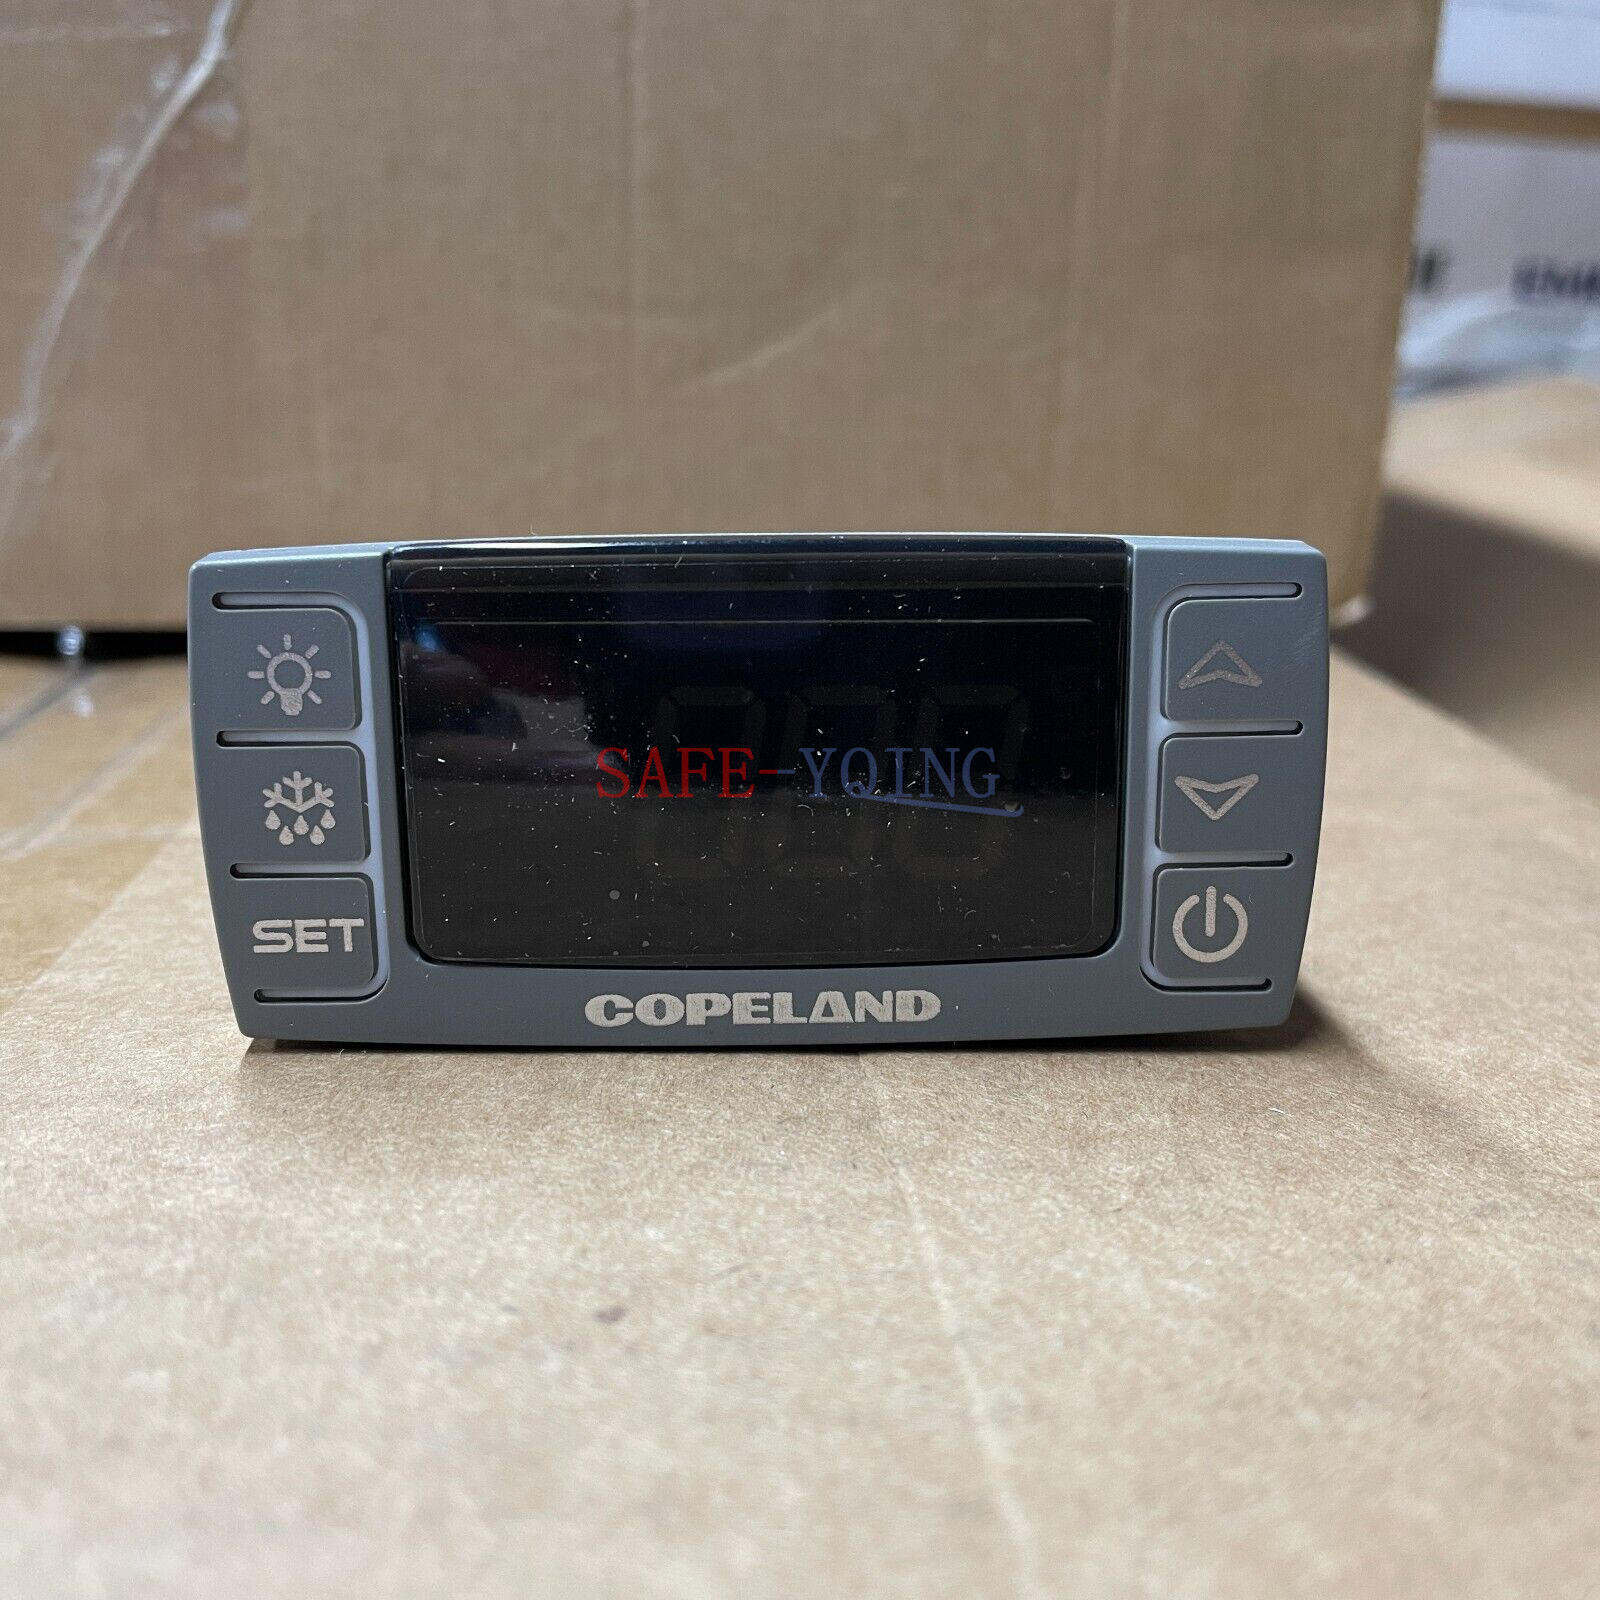 SAFE-YQING
SET
COPELAND